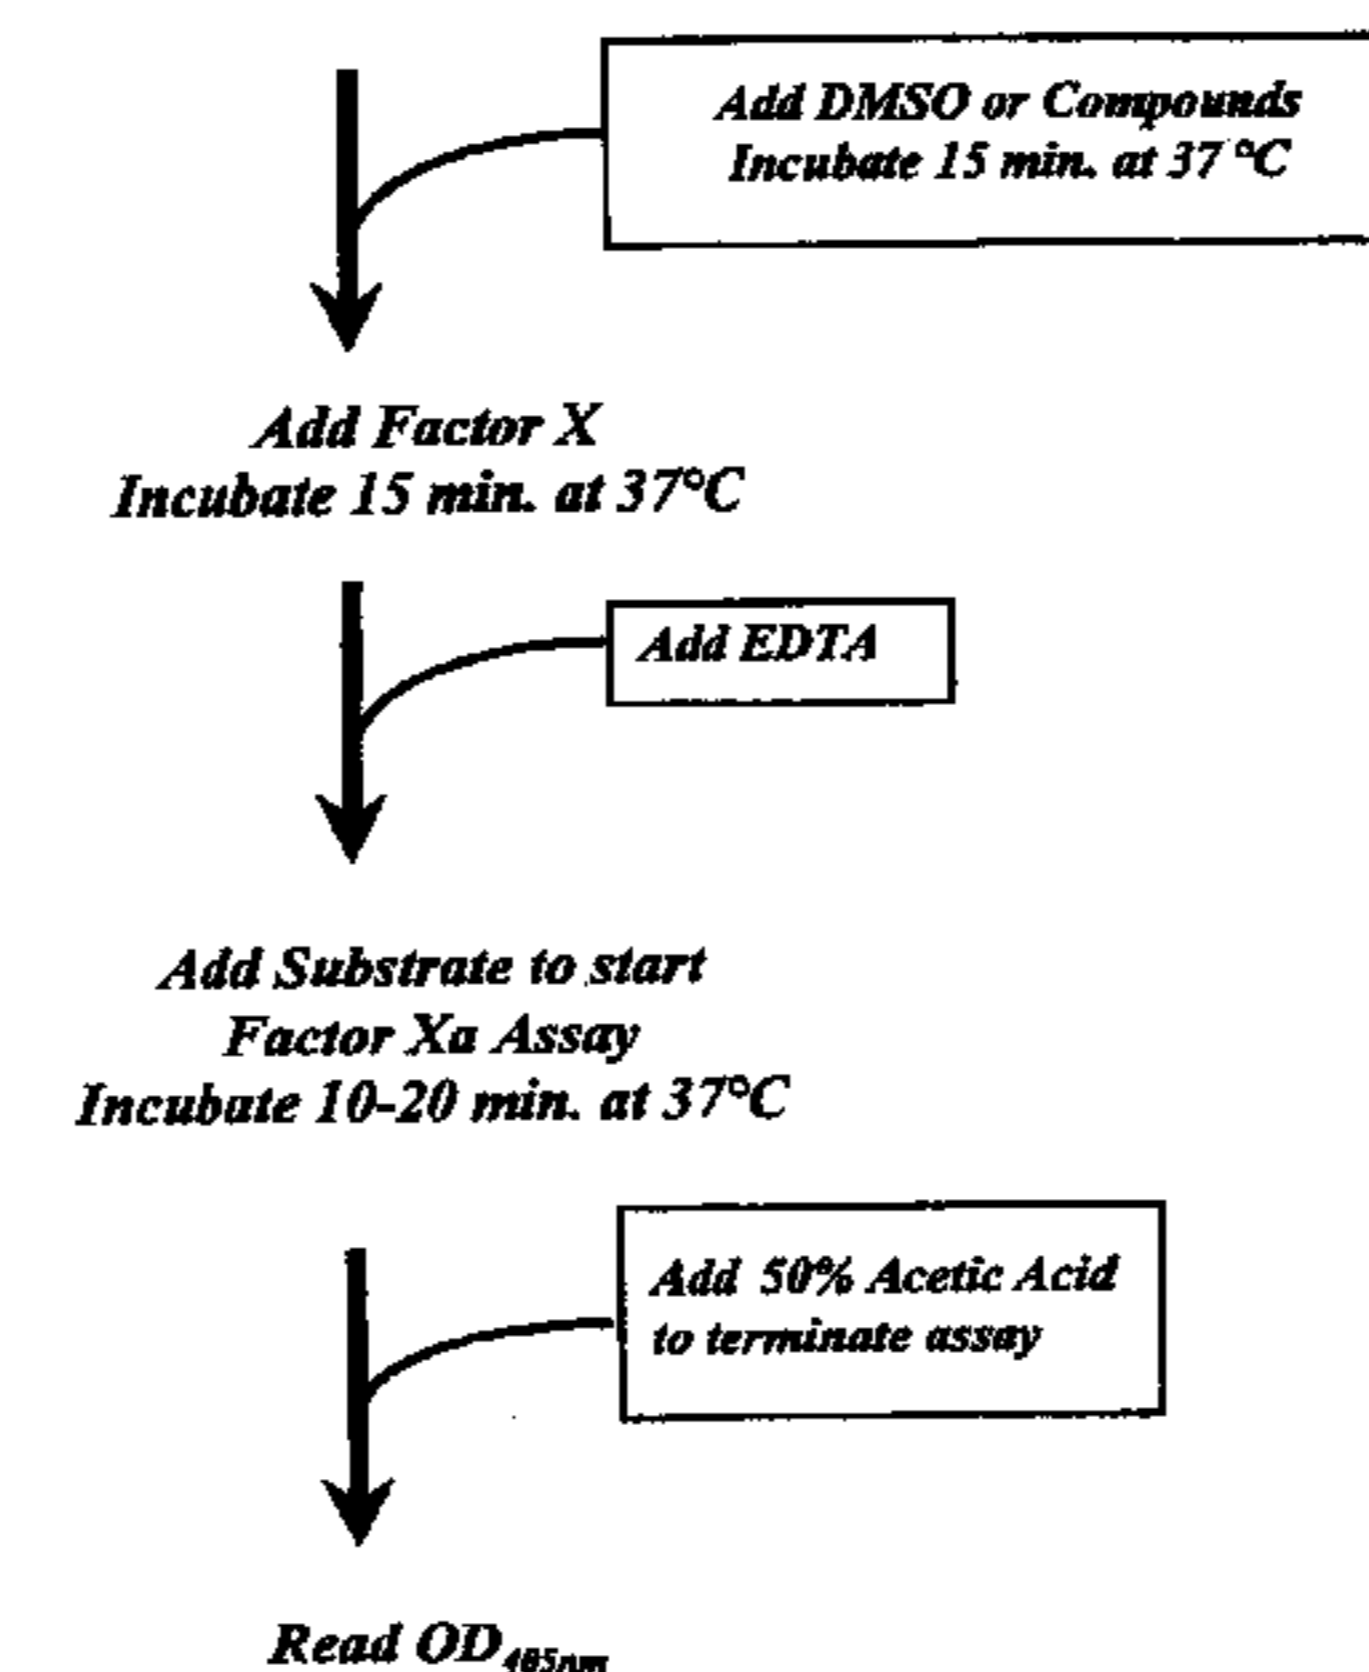 Add DMSO or Compounds
Incubate 15 min. at 37 °C
Add Factor X
Incubate 15 min. at 37°C
Add EDTA
Add Substrate to start
Factor Xa Assay
Incubate 10-20 min. at 37°C
Add 50% Acetic Acid
to terminate assay
Read OD405nm